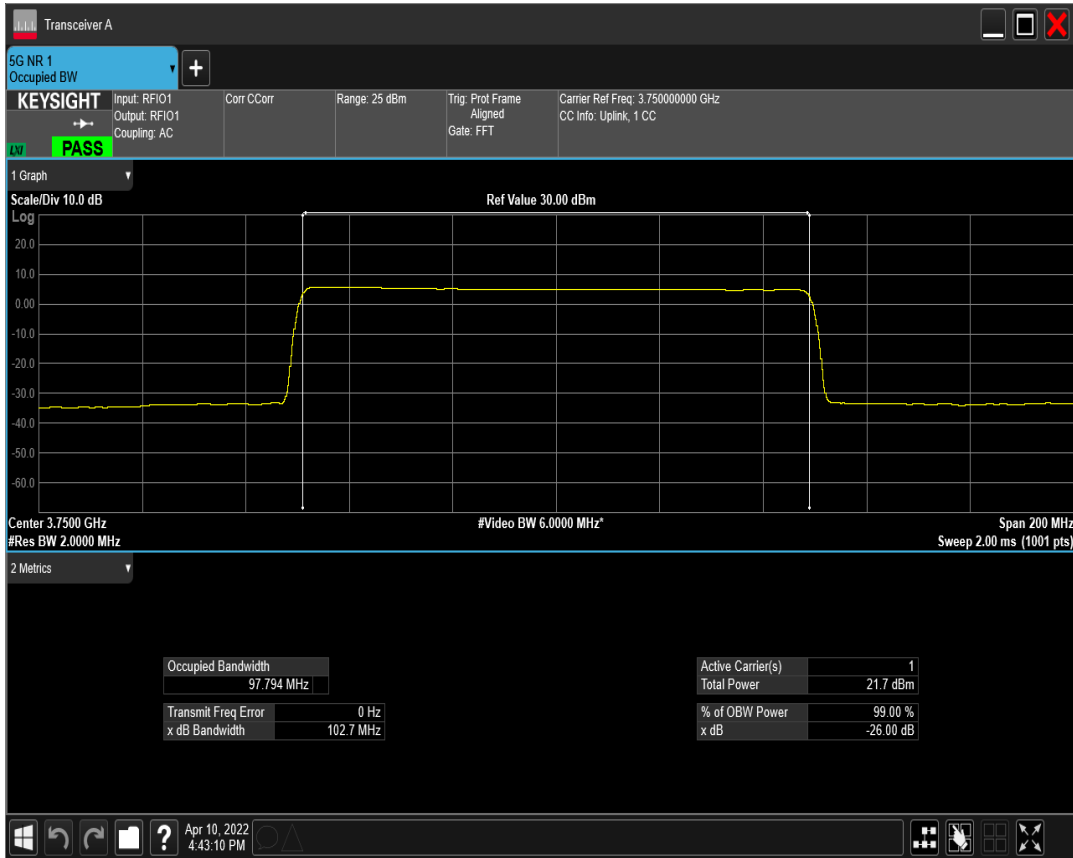 Transceiver A
5G NR 1
Occupied BW
+
KEYSIGHT
LXI
PASS
Input: RFIO1
Output: RFIO1
Coupling: AC
Corr CCorr
Range: 25 dBm
Trig: Prot Frame
Aligned
Gate: FFT
Carrier Ref Freq: 3.750000000 GHz
CC Info: Uplink, 1 CC
1 Graph
Scale/Div 10.0 dB
Ref Value 30.00 dBm
Log
20.0
10.0
0.00
-10.0
-20.0
-30.0
-40.0
-50.0
-60.0
Center 3.7500 GHz
#Video BW 6.0000 MHz*
Span 200 MHz
#Res BW 2.0000 MHz
Sweep 2.00 ms (1001 pts)
2 Metrics
Occupied Bandwidth
97.794 MHz
Transmit Freq Error 0 Hz
x dB Bandwidth 102.7 MHz
Active Carrier(s) 1
Total Power 21.7 dBm
% of OBW Power 99.00 %
x dB -26.00 dB
?
Apr 10, 2022
4:43:10 PM